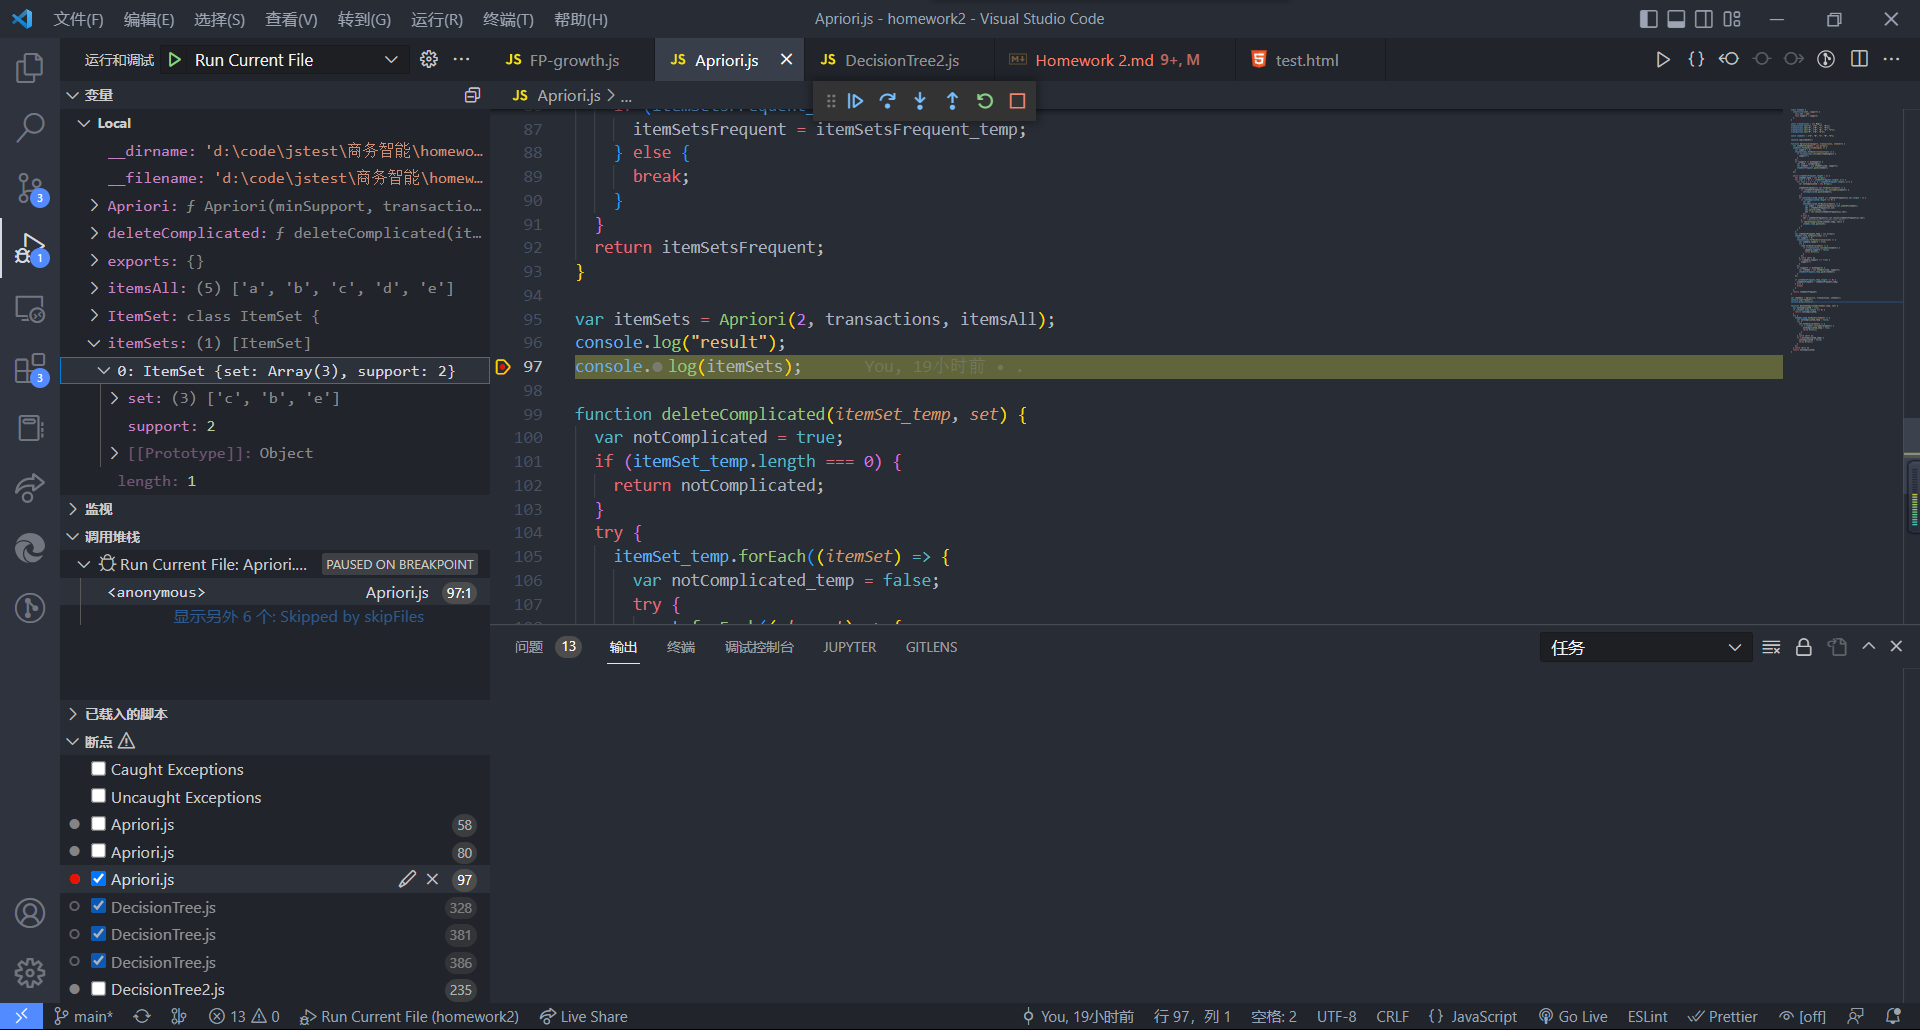 文件(F) 编辑(E) 选择(S) 查看(V) 转到(G) 运行(R) 终端(T) 帮助(H) Apriori.js - homework2 - Visual Studio Code
运行和调试 Run Current File
JS FP-growth.js JS Apriori.js JS DecisionTree2.js Homework 2.md 9+, M test.html
变量
Local
__dirname: 'd:\code\jstest\商务智能\homewo…
__filename: 'd:\code\jstest\商务智能\homew…
Apriori: ƒ Apriori(minSupport, transactio…
deleteComplicated: ƒ deleteComplicated(it…
exports: {}
itemsAll: (5) ['a', 'b', 'c', 'd', 'e']
ItemSet: class ItemSet {
itemSets: (1) [ItemSet]
0: ItemSet {set: Array(3), support: 2}
set: (3) ['c', 'b', 'e']
support: 2
[[Prototype]]: Object
length: 1
监视
调用堆栈
Run Current File: Apriori.... PAUSED ON BREAKPOINT
<anonymous> Apriori.js 97:1
显示另外 6 个: Skipped by skipFiles
已载入的脚本
断点
Caught Exceptions
Uncaught Exceptions
Apriori.js 58
Apriori.js 80
Apriori.js 97
DecisionTree.js 328
DecisionTree.js 381
DecisionTree.js 386
DecisionTree2.js 235
JS Apriori.js > ...
87 itemSetsFrequent = itemSetsFrequent_temp;
88 } else {
89 break;
90 }
91 }
92 return itemSetsFrequent;
93 }
94
95 var itemSets = Apriori(2, transactions, itemsAll);
96 console.log("result");
97 console.log(itemSets); You, 19小时前 • .
98
99 function deleteComplicated(itemSet_temp, set) {
100 var notComplicated = true;
101 if (itemSet_temp.length === 0) {
102 return notComplicated;
103 }
104 try {
105 itemSet_temp.forEach((itemSet) => {
106 var notComplicated_temp = false;
107 try {
问题 13 输出 终端 调试控制台 JUPYTER GITLENS 任务
main* 13 0 Run Current File (homework2) Live Share You, 19小时前 行 97, 列 1 空格: 2 UTF-8 CRLF {} JavaScript Go Live ESLint Prettier [off]